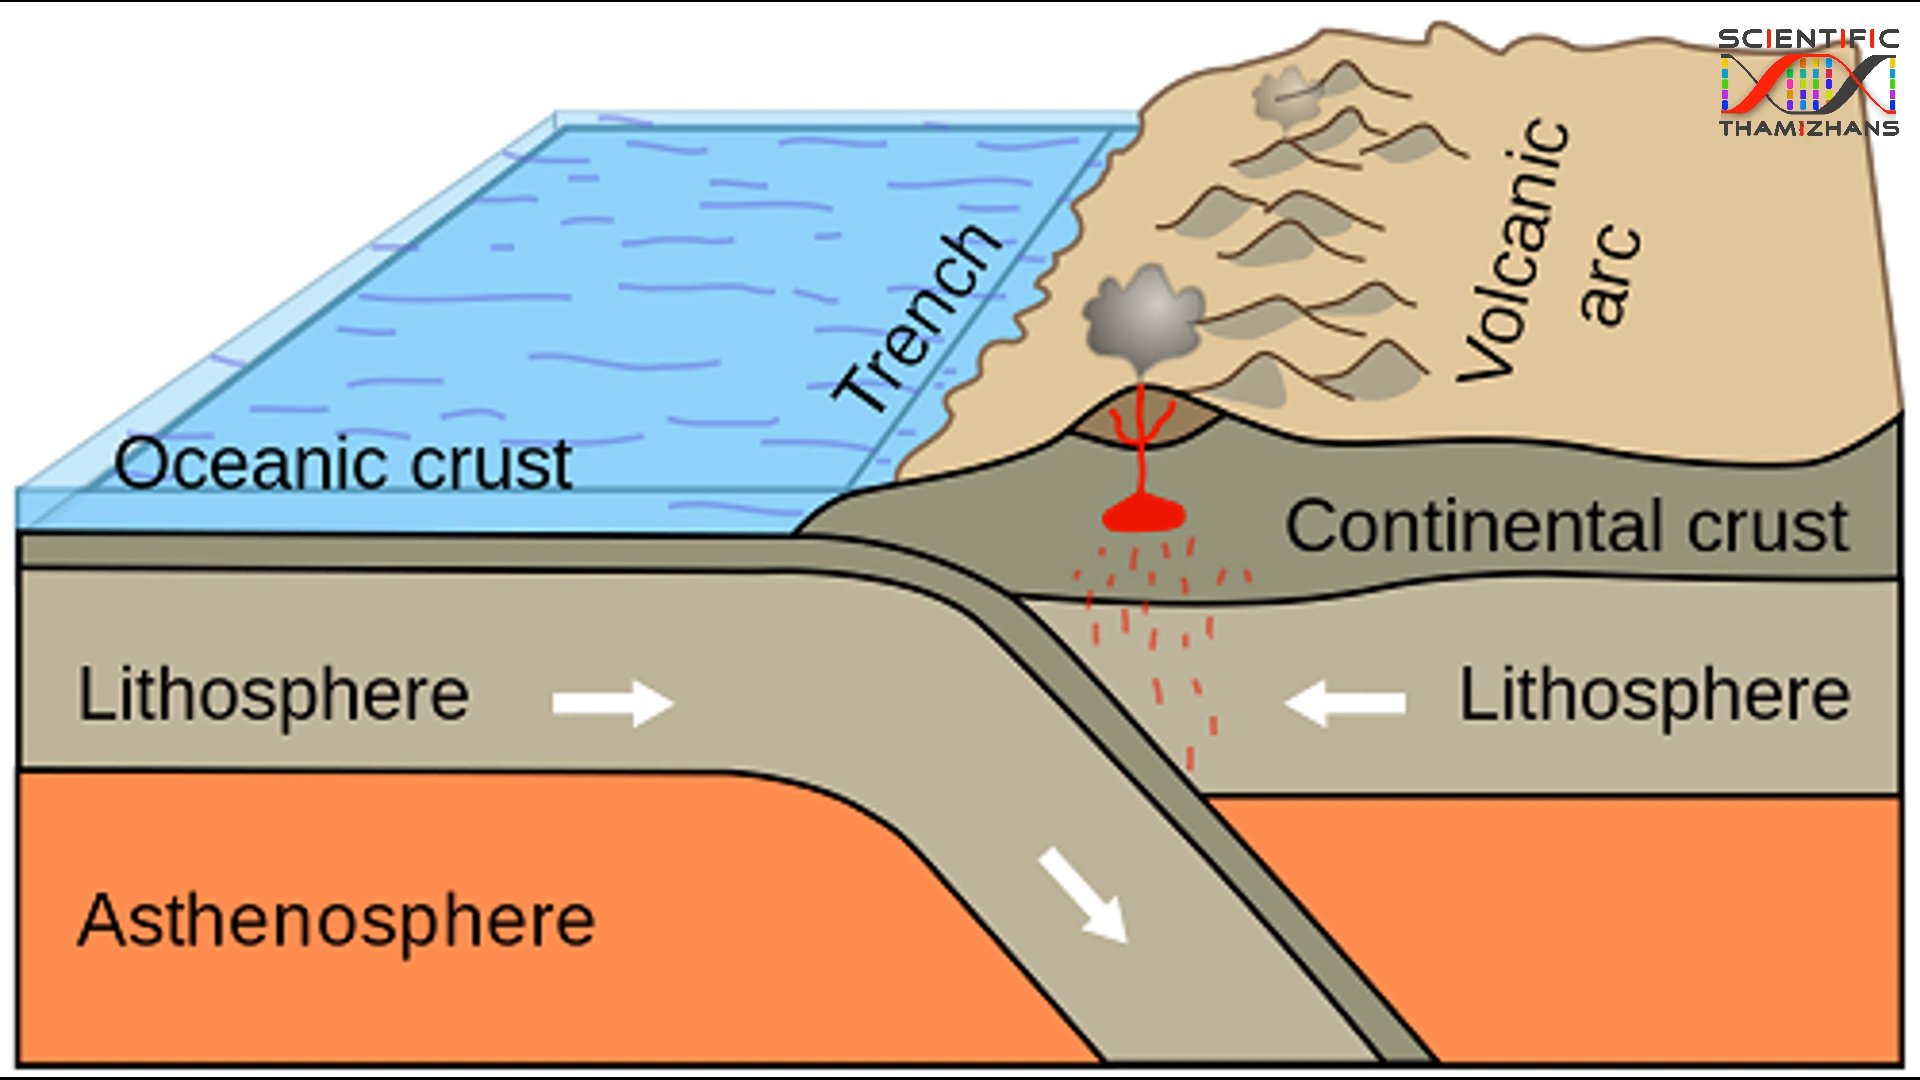 SCIENTIFIC
THAMIZHANS
Volcanic
arc
Trench
Oceanic crust
Continental crust
Lithosphere
Lithosphere
Asthenosphere